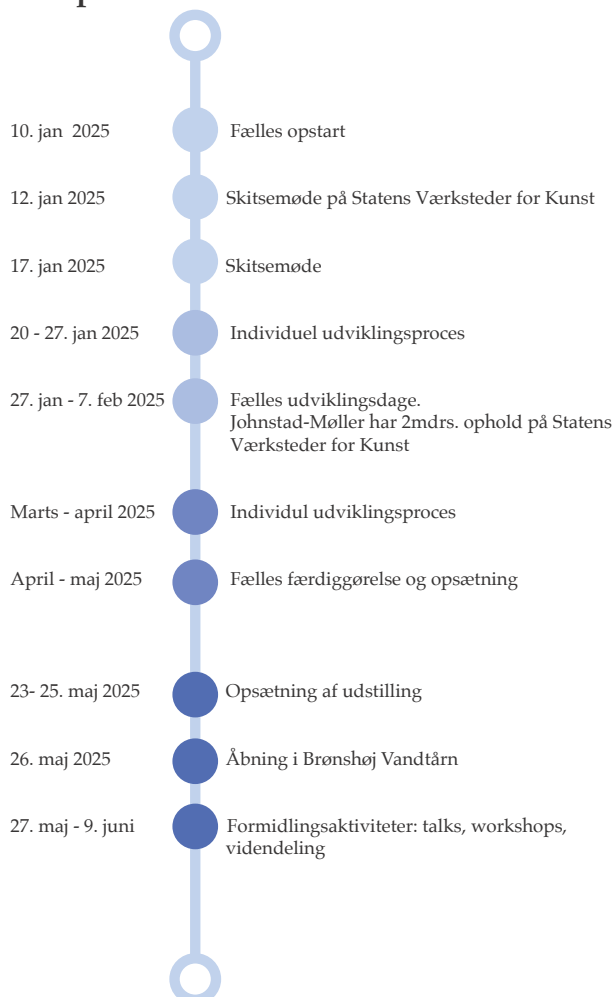 10. jan 2025 Fælles opstart
12. jan 2025 Skitsemøde på Statens Værksteder for Kunst
17. jan 2025 Skitsemøde
20 - 27. jan 2025 Individuel udviklingsproces
27. jan - 7. feb 2025 Fælles udviklingsdage.
Johnstad-Møller har 2mdrs. ophold på Statens
Værksteder for Kunst
Marts - april 2025 Individul udviklingsproces
April - maj 2025 Fælles færdiggørelse og opsætning
23- 25. maj 2025 Opsætning af udstilling
26. maj 2025 Åbning i Brønshøj Vandtårn
27. maj - 9. juni Formidlingsaktiviteter: talks, workshops,
videndeling